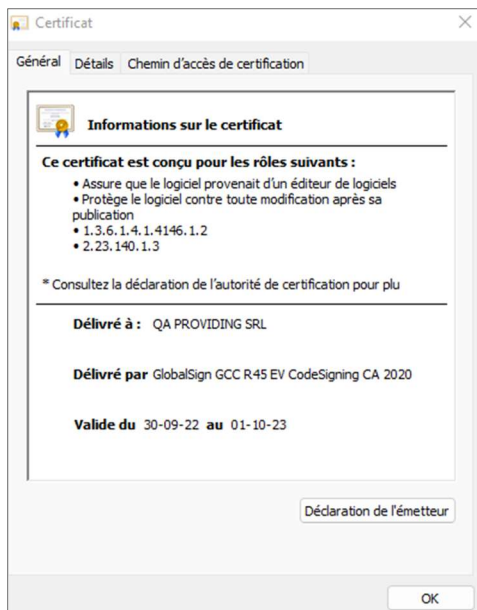 Certificat
Général Détails Chemin d'accès de certification
Informations sur le certificat
Ce certificat est conçu pour les rôles suivants :
• Assure que le logiciel provenait d'un éditeur de logiciels
• Protège le logiciel contre toute modification après sa
publication
• 1.3.6.1.4.1.4146.1.2
• 2.23.140.1.3
* Consultez la déclaration de l'autorité de certification pour plu
Délivré à : QA PROVIDING SRL
Délivré par GlobalSign GCC R45 EV CodeSigning CA 2020
Valide du 30-09-22 au 01-10-23
Déclaration de l'émetteur
OK